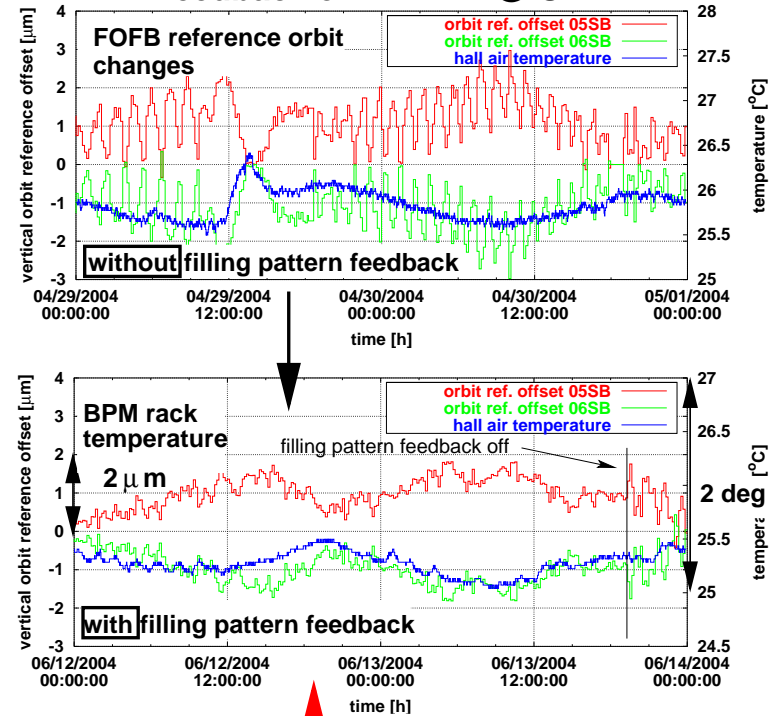 4
3
2
1
0
-1
-2
-3
vertical orbit reference offset [μm]
FOFB reference orbit
changes
orbit ref. offset 05SB
orbit ref. offset 06SB
hall air temperature
28
27.5
27
26.5
26
25.5
25
temperature [°C]
without filling pattern feedback
04/29/2004
00:00:00
04/29/2004
12:00:00
04/30/2004
00:00:00
04/30/2004
12:00:00
05/01/2004
00:00:00
time [h]
4
3
2
1
0
-1
-2
-3
vertical orbit reference offset [μm]
BPM rack
temperature
2 μm
orbit ref. offset 05SB
orbit ref. offset 06SB
hall air temperature
filling pattern feedback off
27
26.5
26
25.5
25
24.5
[°C]
2 deg
with filling pattern feedback
06/12/2004
00:00:00
06/12/2004
12:00:00
06/13/2004
00:00:00
06/13/2004
12:00:00
06/14/2004
00:00:00
time [h]